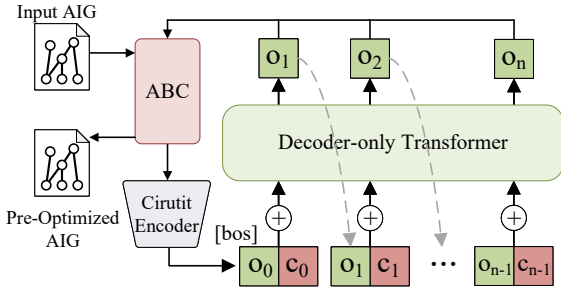 Input AIG
ABC
Pre-Optimized
AIG
Cirutit
Encoder
o1 o2 on
Decoder-only Transformer
+ + +
[bos]
o0 c0 o1 c1 ... on-1 cn-1